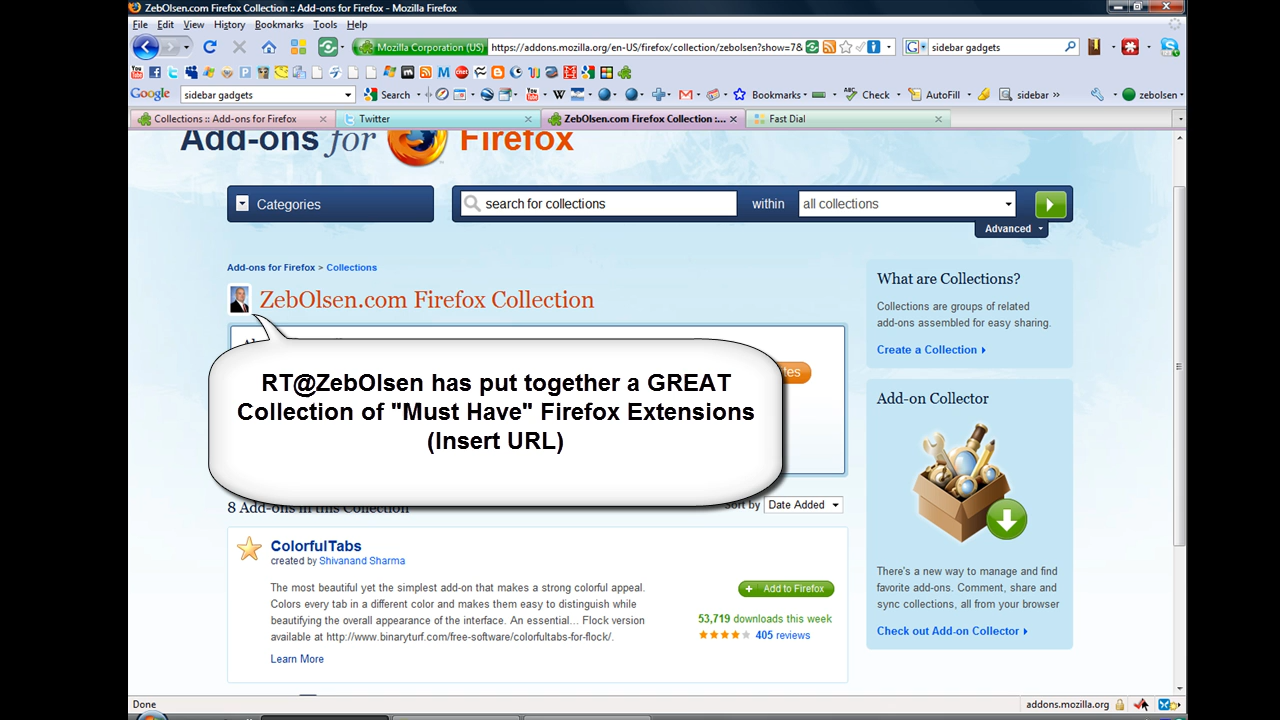 ZebOlsen.com Firefox Collection :: Add-ons for Firefox - Mozilla Firefox
File Edit View History Bookmarks Tools Help
Mozilla Corporation (US) https://addons.mozilla.org/en-US/firefox/collection/zebolsen?show=7& sidebar gadgets
Google sidebar gadgets Search Bookmarks Check AutoFill sidebar » zebolsen
Collections :: Add-ons for Firefox Twitter ZebOlsen.com Firefox Collection :... Fast Dial
Add-ons for Firefox
Categories search for collections within all collections
Advanced
Add-ons for Firefox > Collections
ZebOlsen.com Firefox Collection
RT@ZebOlsen has put together a GREAT
Collection of "Must Have" Firefox Extensions
(Insert URL)
8 Add-ons in this Collection Sort by Date Added
ColorfulTabs
created by Shivanand Sharma
The most beautiful yet the simplest add-on that makes a strong colorful appeal.
Colors every tab in a different color and makes them easy to distinguish while
beautifying the overall appearance of the interface. An essential... Flock version
available at http://www.binaryturf.com/free-software/colorfultabs-for-flock/.
Learn More
Add to Firefox
53,719 downloads this week
405 reviews
What are Collections?
Collections are groups of related
add-ons assembled for easy sharing.
Create a Collection
Add-on Collector
There's a new way to manage and find
favorite add-ons. Comment, share and
sync collections, all from your browser
Check out Add-on Collector
Done addons.mozilla.org